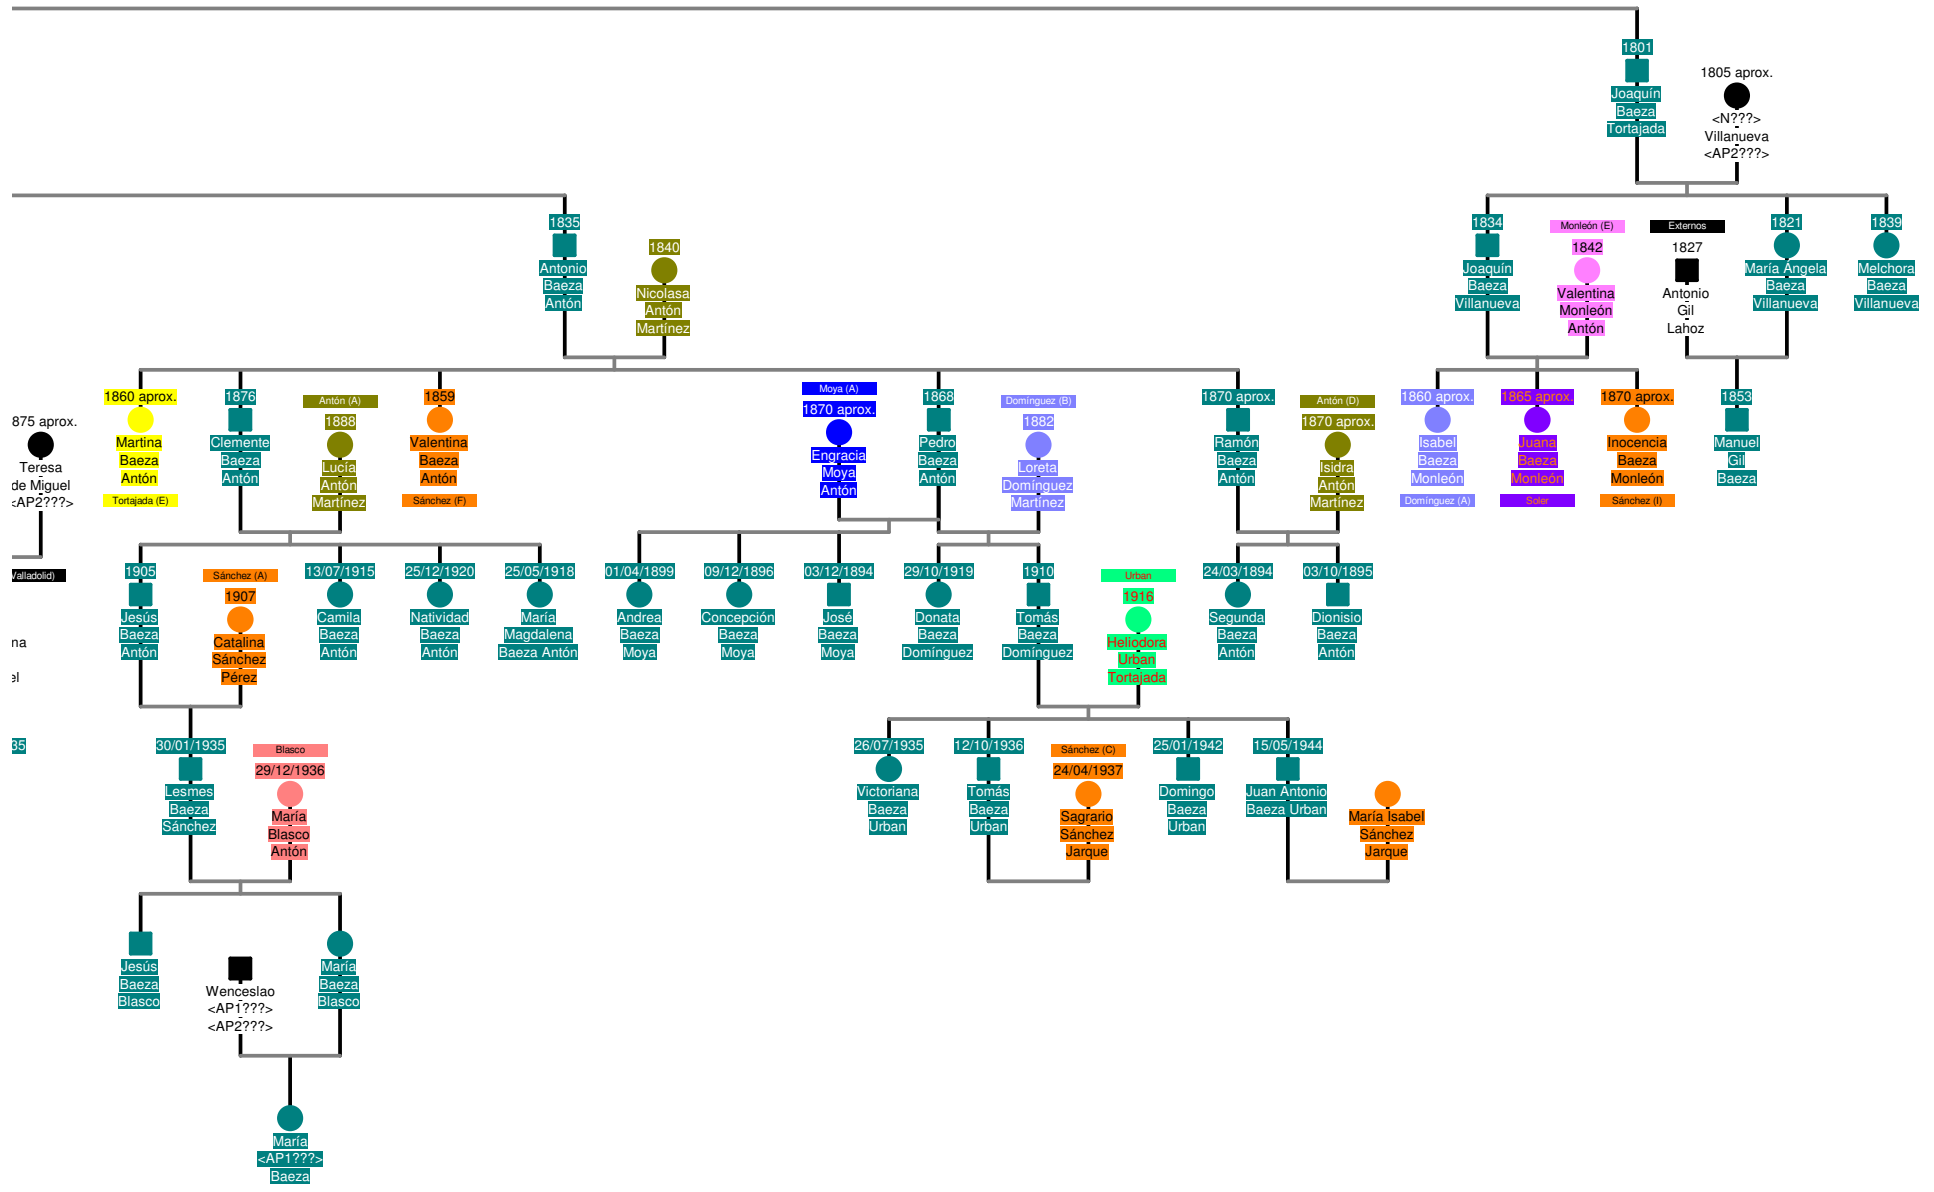 1801
Joaquín
Baeza
Tortajada
1805 aprox.
<N???>
Villanueva
<AP2???>
1835
Antonio
Baeza
Antón
1840
Nicolasa
Antón
Martínez
1834
Joaquín
Baeza
Villanueva
Monleón (E)
1842
Valentina
Monleón
Antón
Externos
1827
Antonio
Gil
Lahoz
1821
María Ángela
Baeza
Villanueva
1839
Melchora
Baeza
Villanueva
875 aprox.
Teresa
de Miguel
<AP2???>
1860 aprox.
Martina
Baeza
Antón
Tortajada (E)
1876
Clemente
Baeza
Antón
Antón (A)
1888
Lucía
Antón
Martínez
1859
Valentina
Baeza
Antón
Sánchez (F)
Moya (A)
1870 aprox.
Engracia
Moya
Antón
1868
Pedro
Baeza
Antón
Domínguez (B)
1882
Loreta
Domínguez
Martínez
1870 aprox.
Ramón
Baeza
Antón
Antón (D)
1870 aprox.
Isidra
Antón
Martínez
1860 aprox.
Isabel
Baeza
Monleón
Domínguez (A)
1865 aprox.
Juana
Baeza
Monleón
Soler
1870 aprox.
Inocencia
Baeza
Monleón
Sánchez (I)
1853
Manuel
Gil
Baeza
Valladolid)
na
el
1905
Jesús
Baeza
Antón
Sánchez (A)
1907
Catalina
Sánchez
Pérez
13/07/1915
Camila
Baeza
Antón
25/12/1920
Natividad
Baeza
Antón
25/05/1918
María
Magdalena
Baeza Antón
01/04/1899
Andrea
Baeza
Moya
09/12/1896
Concepción
Baeza
Moya
03/12/1894
José
Baeza
Moya
29/10/1919
Donata
Baeza
Domínguez
1910
Tomás
Baeza
Domínguez
Urban
1916
Heliodora
Urban
Tortajada
24/03/1894
Segunda
Baeza
Antón
03/10/1895
Dionisio
Baeza
Antón
35
30/01/1935
Lesmes
Baeza
Sánchez
Blasco
29/12/1936
María
Blasco
Antón
26/07/1935
Victoriana
Baeza
Urban
12/10/1936
Tomás
Baeza
Urban
Sánchez (C)
24/04/1937
Sagrario
Sánchez
Jarque
25/01/1942
Domingo
Baeza
Urban
15/05/1944
Juan Antonio
Baeza Urban
María Isabel
Sánchez
Jarque
Jesús
Baeza
Blasco
Wenceslao
<AP1???>
<AP2???>
María
Baeza
Blasco
María
<AP1???>
Baeza